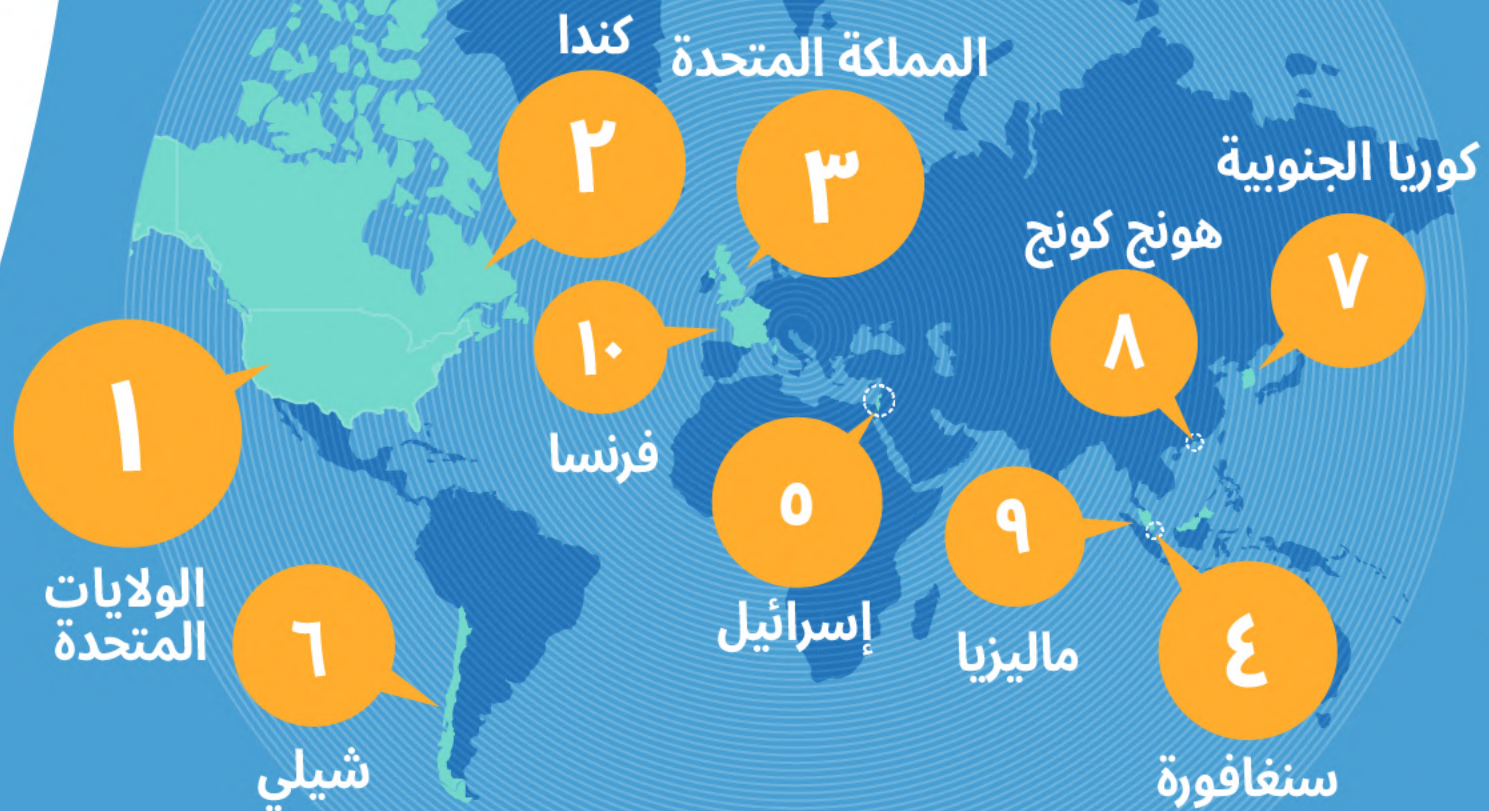 كندا
٢
المملكة المتحدة
٣
كوريا الجنوبية
٧
هونج كونج
٨
١٠
فرنسا
١
الولايات
المتحدة
٥
إسرائيل
٩
ماليزيا
٤
سنغافورة
٦
شيلي